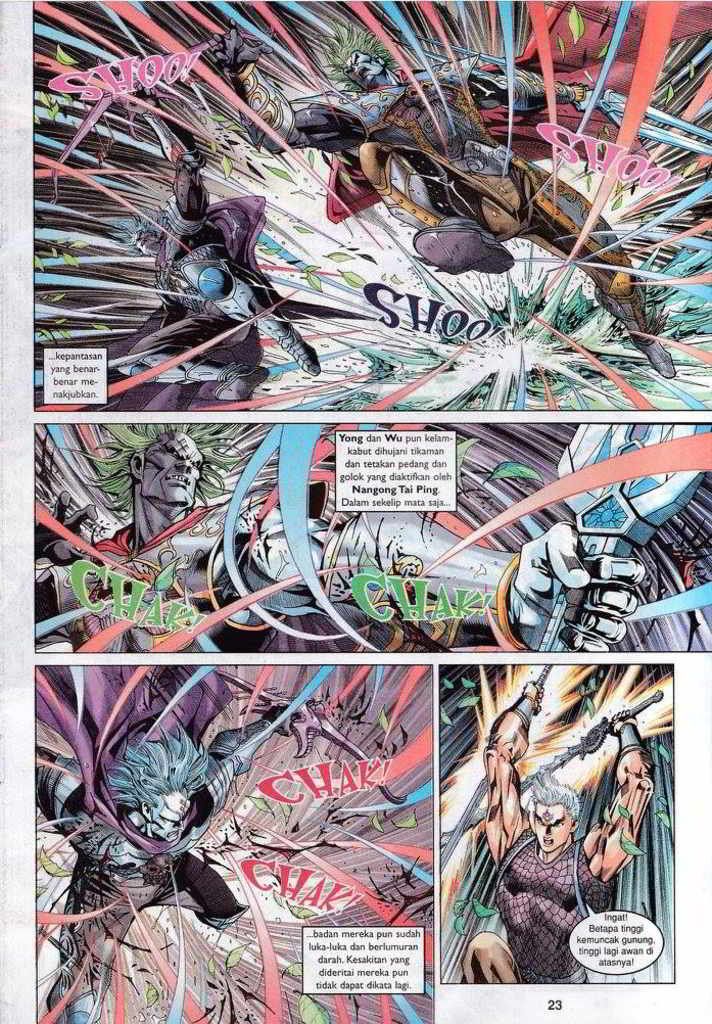 SHOO!
SHOO!
SHOO!
...kepantasan
yang benar-
benar me-
nakjubkan.
Yong dan Wu pun kelam-
kabut dihujani tikaman
dan tetakan pedang dan
golok yang diaktifkan oleh
Nangong Tai Ping.
Dalam sekelip mata saja...
CHAK!
CHAK!
CHAK!
CHAK!
...badan mereka pun sudah
luka-luka dan berlumuran
darah. Kesakitan yang
dideritai mereka pun
tidak dapat dikata lagi.
Ingat!
Betapa tinggi
kemuncak gunung,
tinggi lagi awan di
atasnya!
23